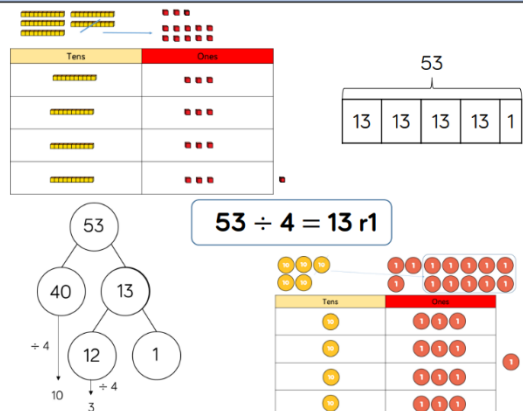 Tens Ones
53
13 13 13 13 1
53 ÷ 4 = 13 r1
53
40 13
÷ 4
12 1
÷ 4
10
3
10 10 10 1 1 1 1 1 1 1
10 10 1 1 1 1 1 1
Tens Ones
10 1 1 1
10 1 1 1
1
10 1 1 1
10 1 1 1